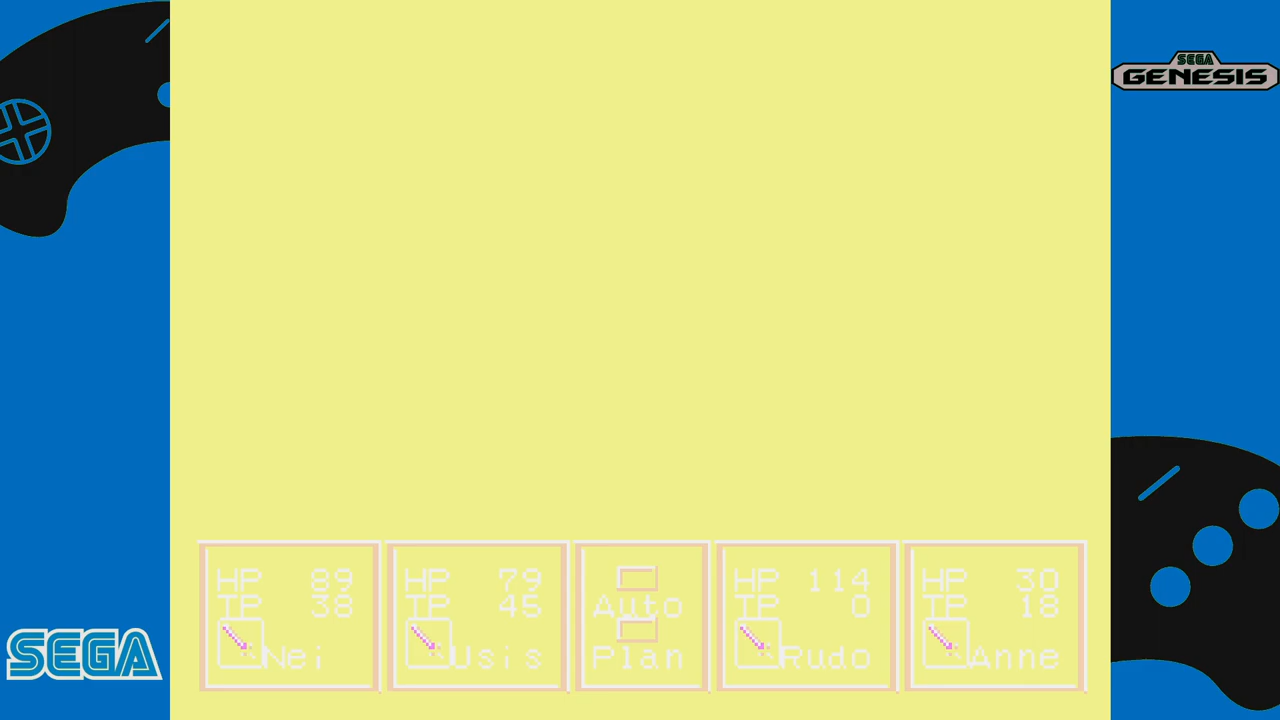 SEGA
GENESIS
HP 89
TP 38
Nei
HP 79
TP 45
Usis
Auto
Plan
HP 114
TP 0
Rudo
HP 30
TP 18
Anne
SEGA